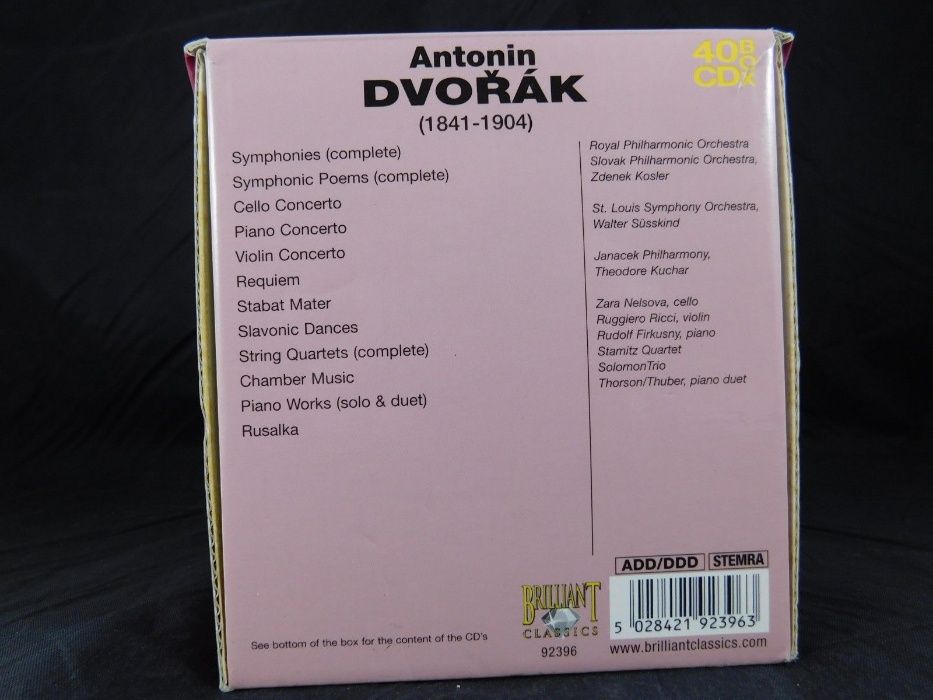 Antonin
DVOŘÁK
(1841-1904)
40 CD BOX
Symphonies (complete)
Symphonic Poems (complete)
Cello Concerto
Piano Concerto
Violin Concerto
Requiem
Stabat Mater
Slavonic Dances
String Quartets (complete)
Chamber Music
Piano Works (solo & duet)
Rusalka
Royal Philharmonic Orchestra
Slovak Philharmonic Orchestra,
Zdenek Kosler
St. Louis Symphony Orchestra,
Walter Süsskind
Janacek Philharmony,
Theodore Kuchar
Zara Nelsova, cello
Ruggiero Ricci, violin
Rudolf Firkusny, piano
Stamitz Quartet
SolomonTrio
Thorson/Thuber, piano duet
ADD/DDD STEMRA
BRILLIANT
CLASSICS
92396
5 028421 923963
www.brilliantclassics.com
See bottom of the box for the content of the CD's